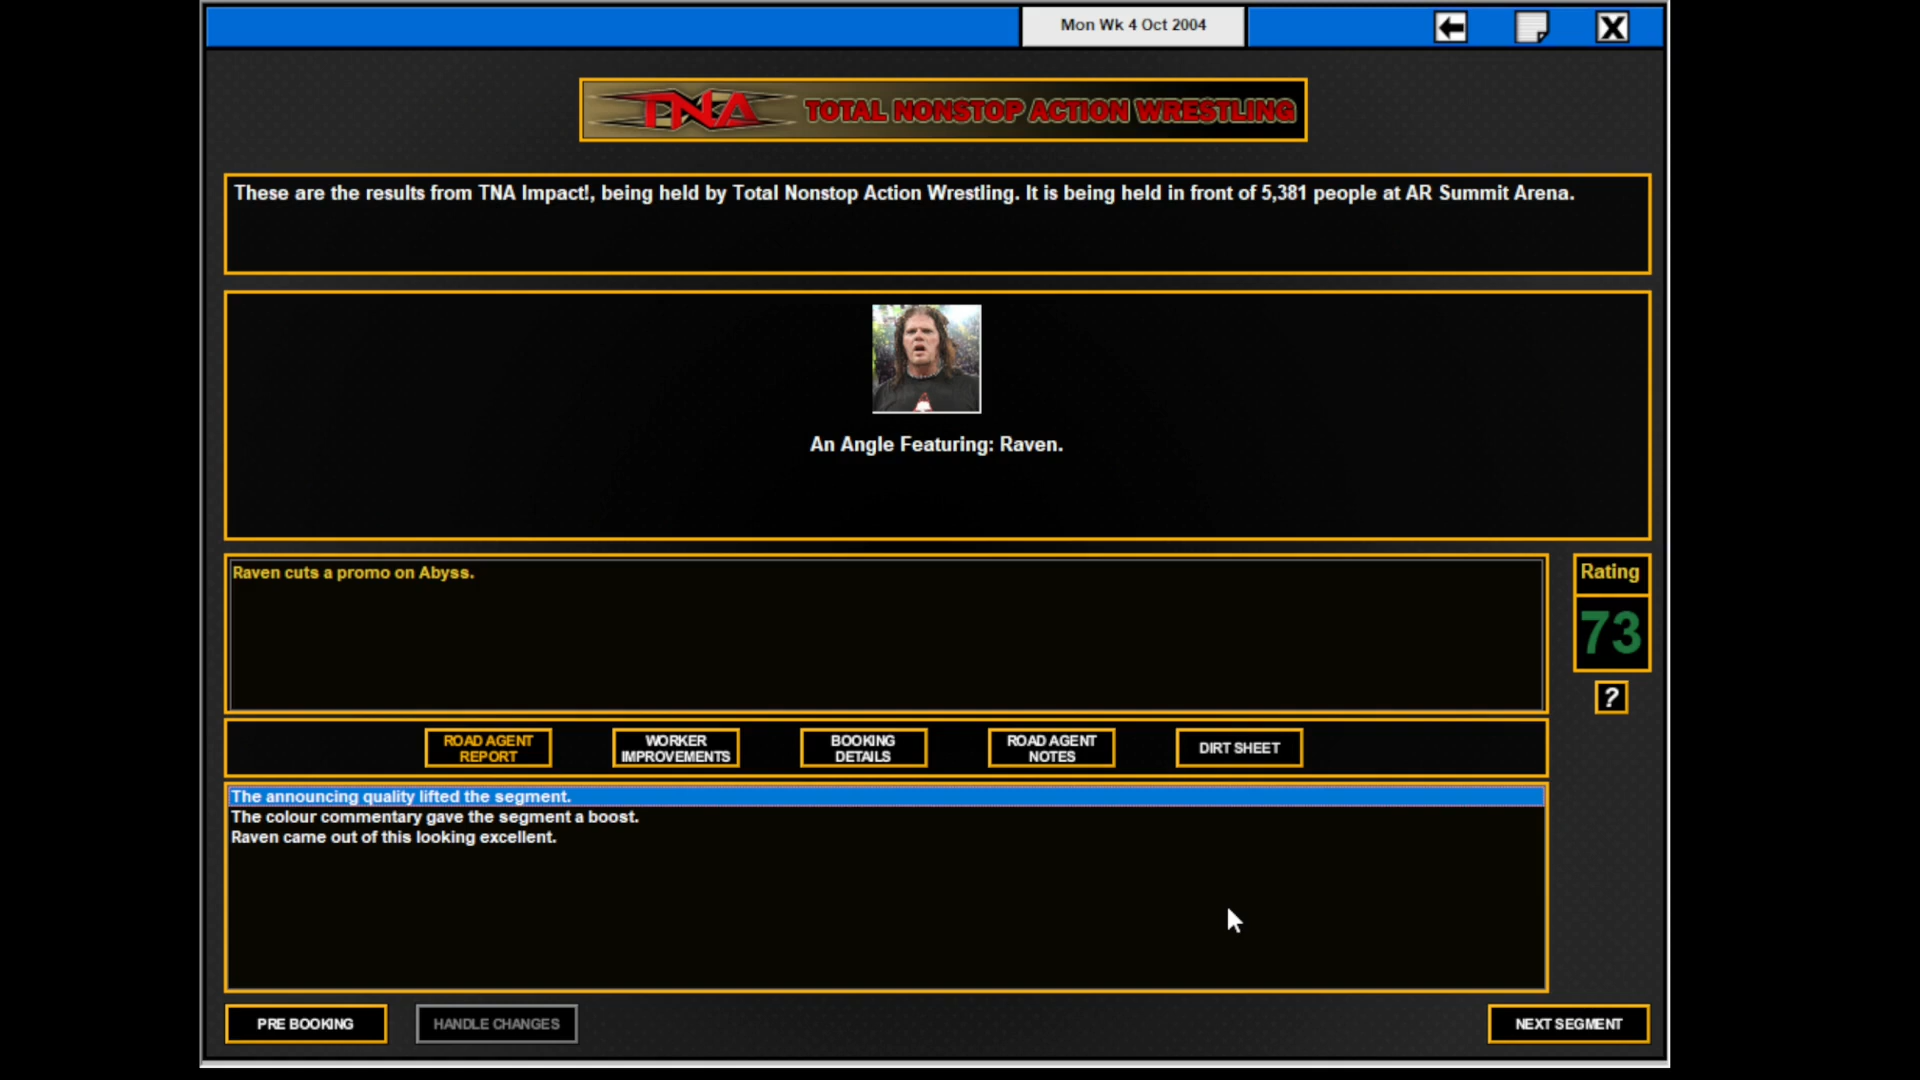 Mon Wk 4 Oct 2004
TNA TOTAL NONSTOP ACTION WRESTLING
These are the results from TNA Impact!, being held by Total Nonstop Action Wrestling. It is being held in front of 5,381 people at AR Summit Arena.
An Angle Featuring: Raven.
Raven cuts a promo on Abyss.
Rating
73
?
ROAD AGENT
REPORT
WORKER
IMPROVEMENTS
BOOKING
DETAILS
ROAD AGENT
NOTES
DIRT SHEET
The announcing quality lifted the segment.
The colour commentary gave the segment a boost.
Raven came out of this looking excellent.
PRE BOOKING
HANDLE CHANGES
NEXT SEGMENT